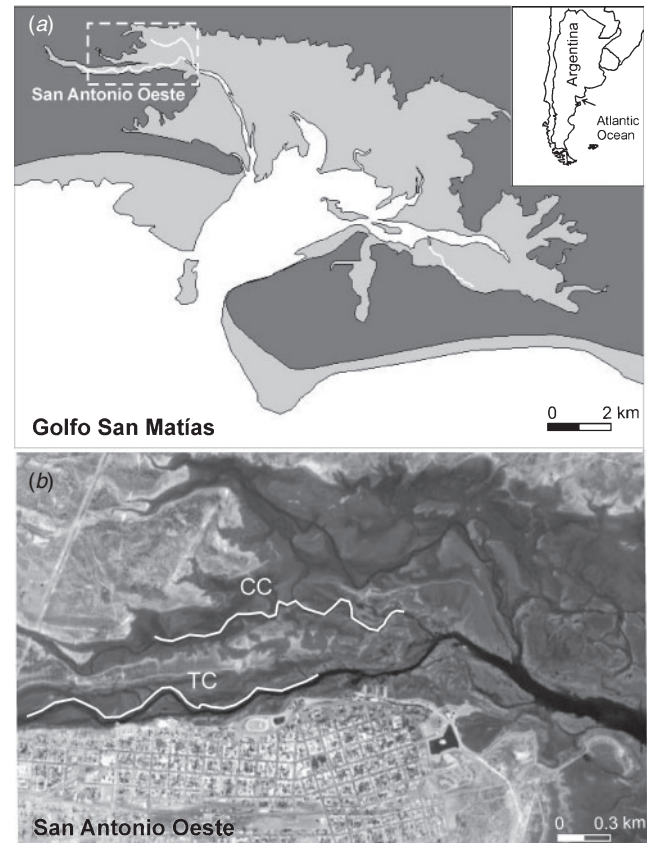 (a)
San Antonio Oeste
Argentina
Atlantic
Ocean
Golfo San Matías
0 2 km
(b)
CC
TC
San Antonio Oeste
0 0.3 km